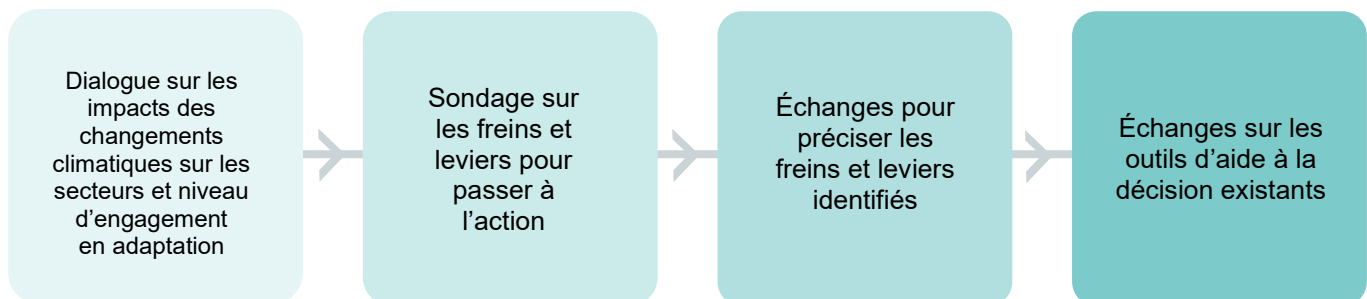 Dialogue sur les
impacts des
changements
climatiques sur les
secteurs et niveau
d’engagement
en adaptation
Sondage sur
les freins et
leviers pour
passer à
l’action
Échanges pour
préciser les
freins et leviers
identifiés
Échanges sur les
outils d’aide à la
décision existants